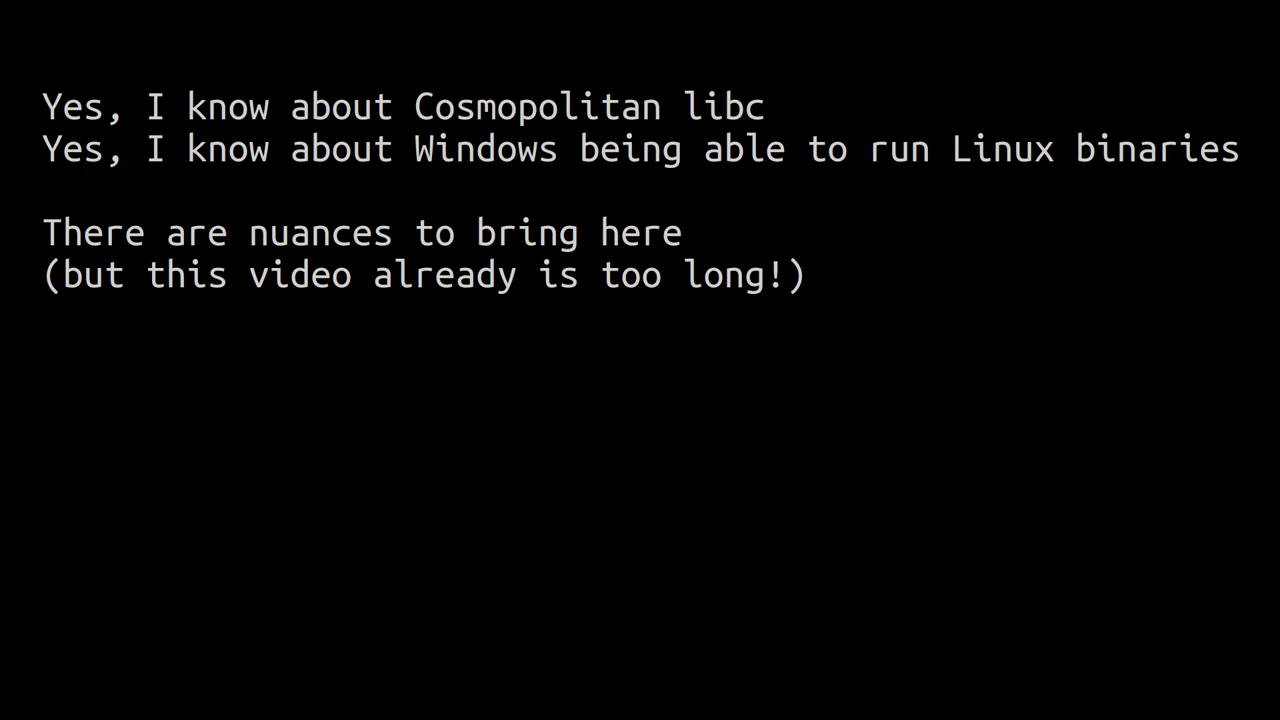 Yes, I know about Cosmopolitan libc
Yes, I know about Windows being able to run Linux binaries
There are nuances to bring here
(but this video already is too long!)